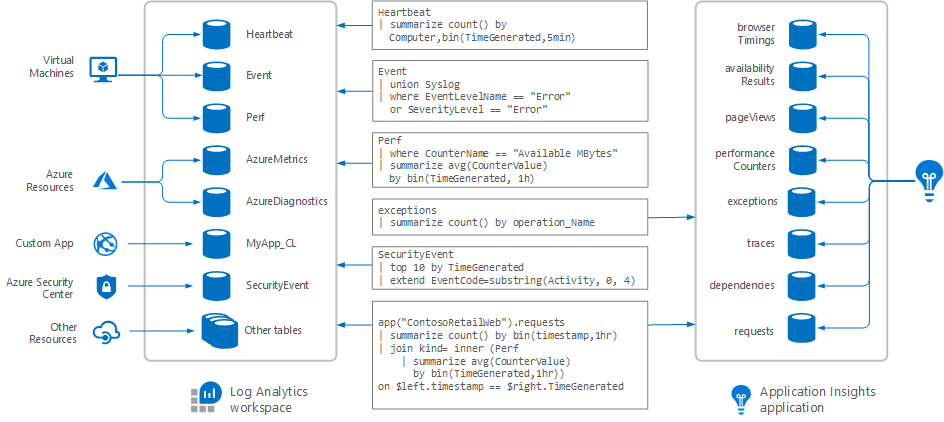 Virtual
Machines
Azure
Resources
Custom App
Azure Security
Center
Other
Resources
Heartbeat
Event
Perf
AzureMetrics
AzureDiagnostics
MyApp_CL
SecurityEvent
Other tables
Log Analytics
workspace
Heartbeat
| summarize count() by
Computer,bin(TimeGenerated,5min)
Event
| union Syslog
| where EventLevelName == "Error"
or SeverityLevel == "Error"
Perf
| where CounterName == "Available MBytes"
| summarize avg(CounterValue)
by bin(TimeGenerated, 1h)
exceptions
| summarize count() by operation_Name
SecurityEvent
| top 10 by TimeGenerated
| extend EventCode=substring(Activity, 0, 4)
app("ContosoRetailWeb").requests
| summarize count() by bin(timestamp,1hr)
| join kind= inner (Perf
| summarize avg(CounterValue)
by bin(TimeGenerated,1hr))
on $left.timestamp == $right.TimeGenerated
browser
Timings
availability
Results
pageViews
performance
Counters
exceptions
traces
dependencies
requests
Application Insights
application